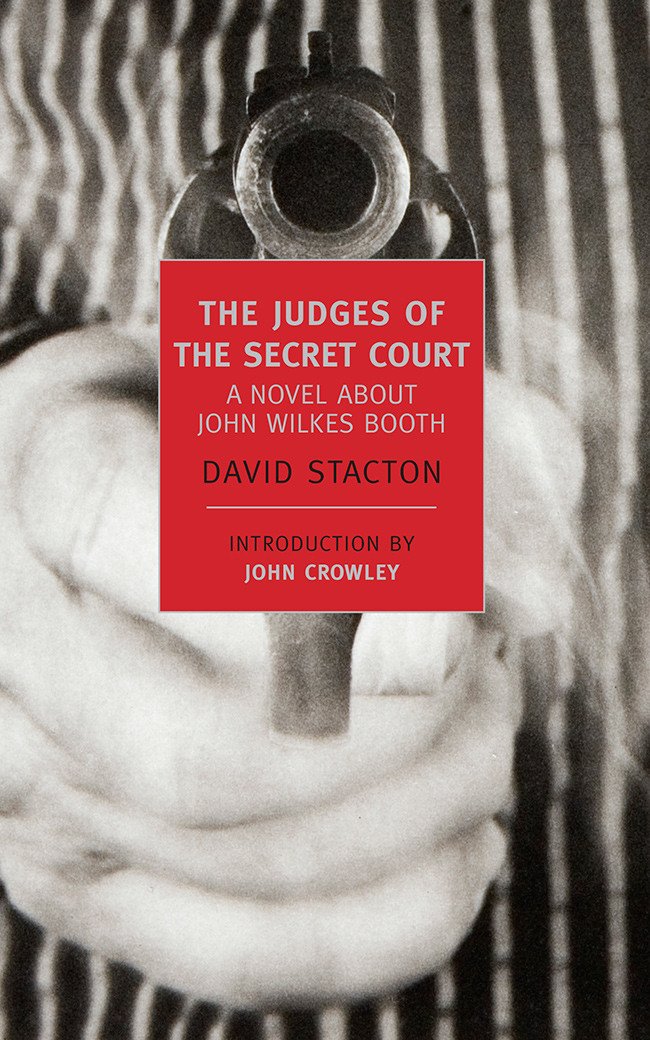 THE JUDGES OF
THE SECRET COURT
A NOVEL ABOUT
JOHN WILKES BOOTH
DAVID STACTON
INTRODUCTION BY
JOHN CROWLEY